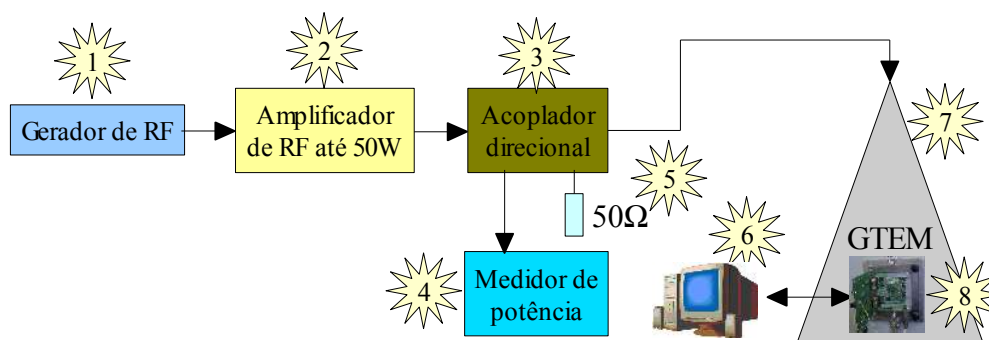 1
2
3
Gerador de RF
Amplificador
de RF até 50W
Acoplador
direcional
7
5
50Ω
6
GTEM
4
Medidor de
potência
8